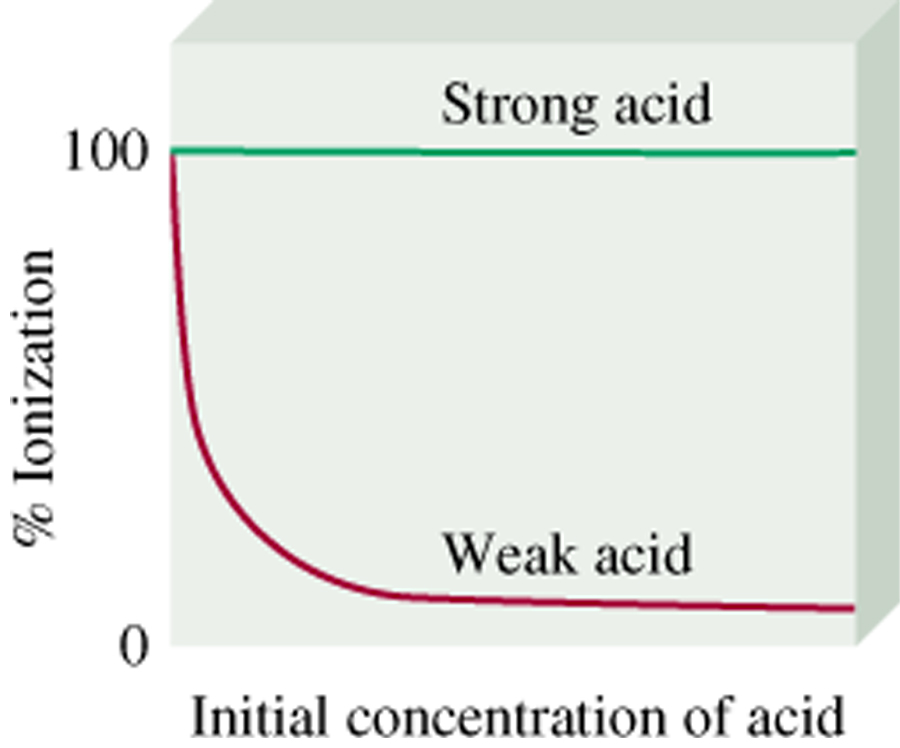 Strong acid
100
% Ionization
Weak acid
0
Initial concentration of acid